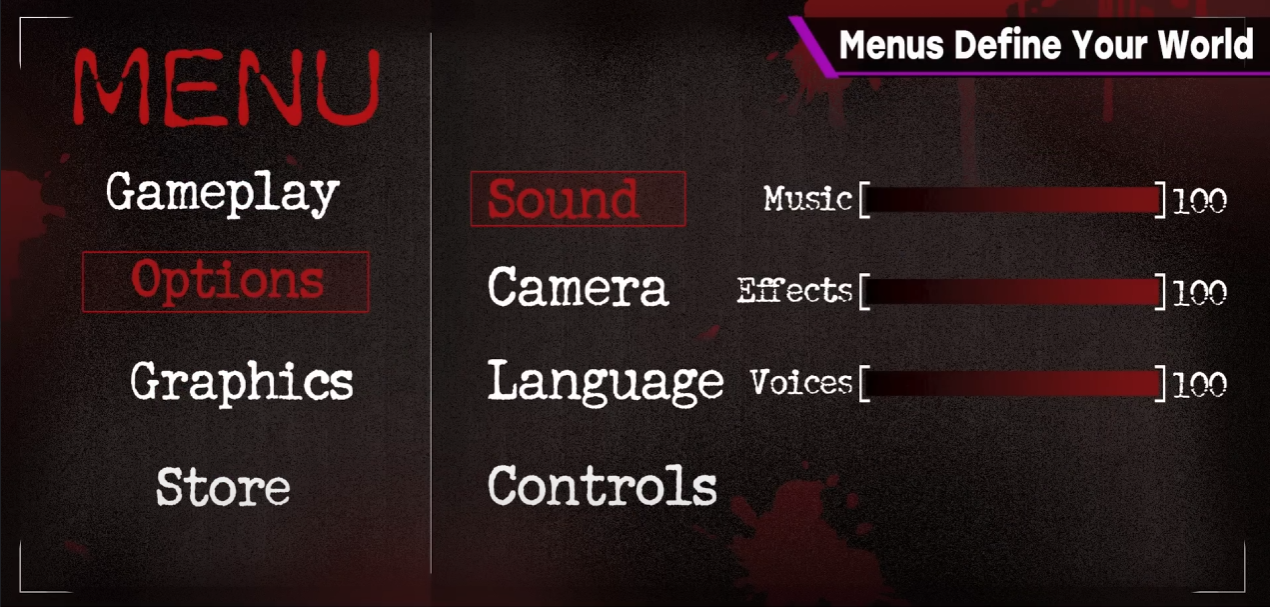 Menus Define Your World
MENU
Gameplay
Options
Graphics
Store
Sound
Camera
Language
Controls
Music [ ] 100
Effects [ ] 100
Voices [ ] 100